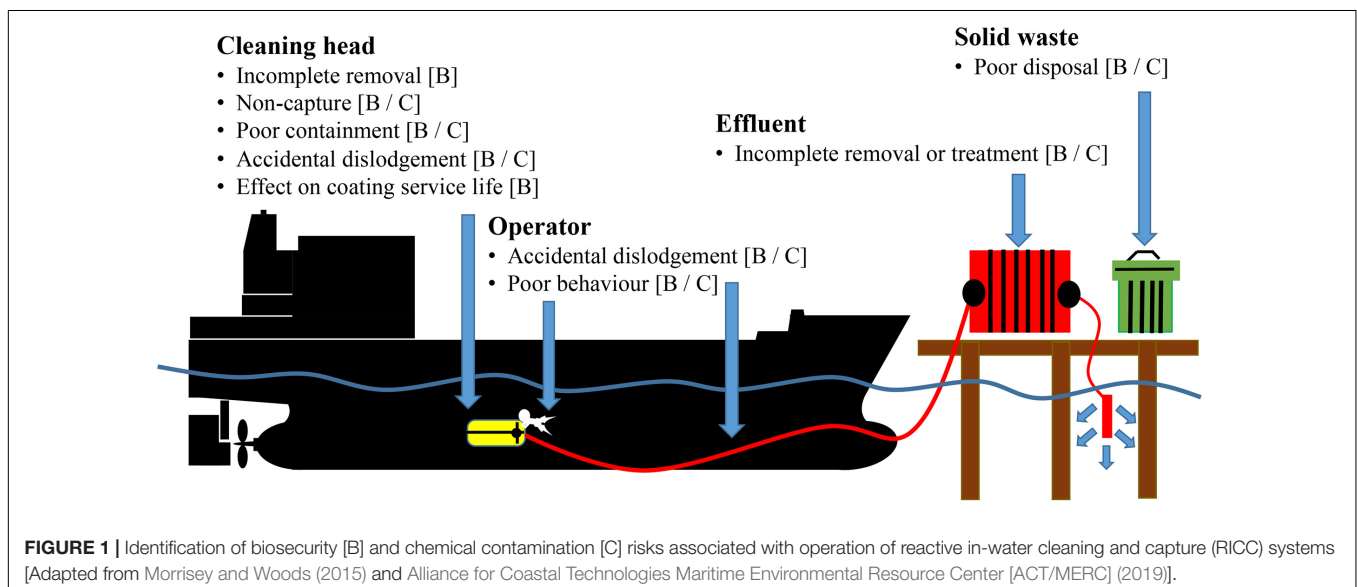 Cleaning head
• Incomplete removal [B]
• Non-capture [B / C]
• Poor containment [B / C]
• Accidental dislodgement [B / C]
• Effect on coating service life [B]
Operator
• Accidental dislodgement [B / C]
• Poor behaviour [B / C]
Effluent
• Incomplete removal or treatment [B / C]
Solid waste
• Poor disposal [B / C]
FIGURE 1 | Identification of biosecurity [B] and chemical contamination [C] risks associated with operation of reactive in-water cleaning and capture (RICC) systems
[Adapted from Morrisey and Woods (2015) and Alliance for Coastal Technologies Maritime Environmental Resource Center [ACT/MERC] (2019)].